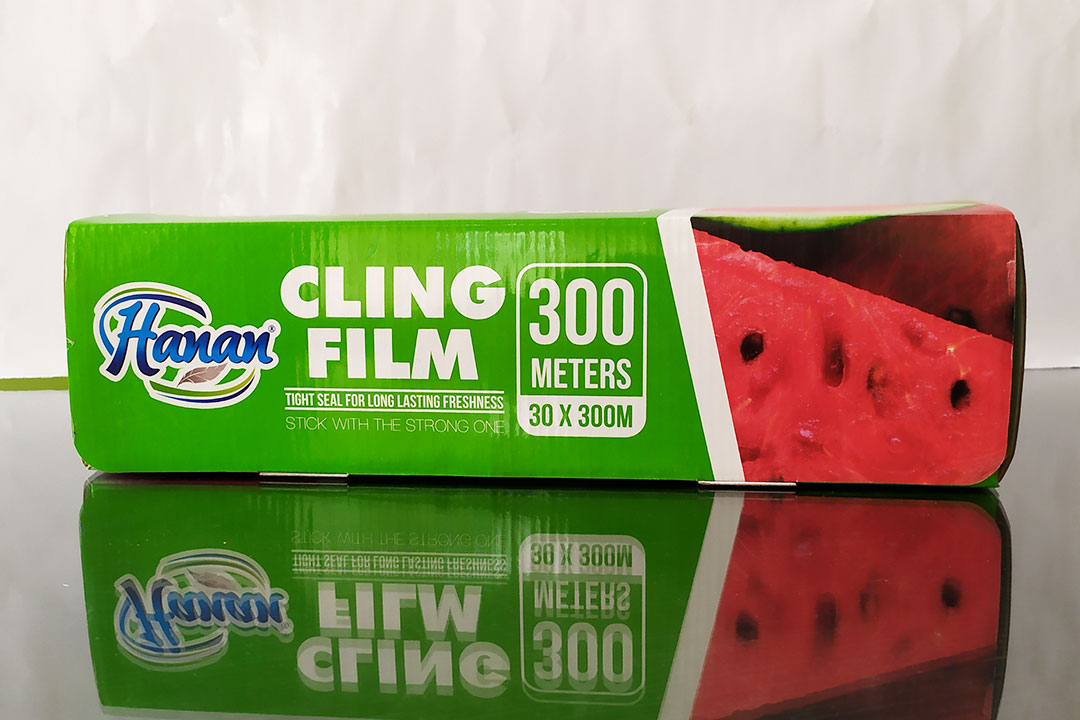 Hanan®
CLING
FILM
TIGHT SEAL FOR LONG LASTING FRESHNESS
STICK WITH THE STRONG ONE
300
METERS
30 X 300M